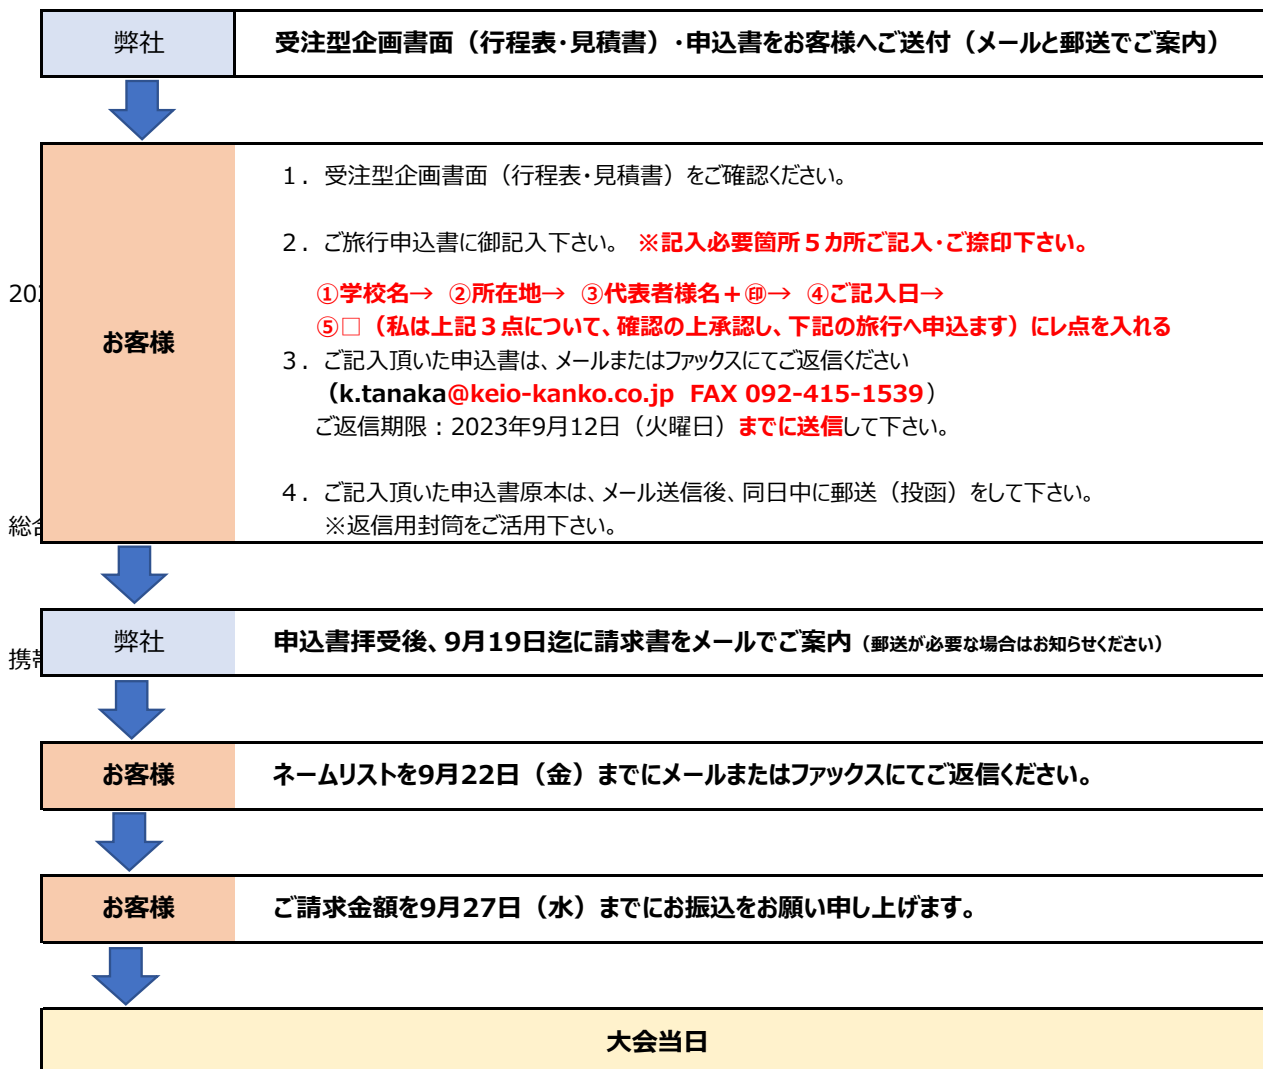 弊社 受注型企画書面（行程表・見積書）・申込書をお客様へご送付（メールと郵送でご案内）
お客様
1．受注型企画書面（行程表・見積書）をご確認ください。
2．ご旅行申込書に御記入下さい。 ※記入必要箇所５カ所ご記入・ご捺印下さい。
①学校名→ ②所在地→ ③代表者様名＋㊞→ ④ご記入日→
⑤□（私は上記３点について、確認の上承認し、下記の旅行へ申込ます）にレ点を入れる
3．ご記入頂いた申込書は、メールまたはファックスにてご返信ください
（k.tanaka@keio-kanko.co.jp FAX 092-415-1539）
ご返信期限：2023年9月12日（火曜日）までに送信して下さい。
4．ご記入頂いた申込書原本は、メール送信後、同日中に郵送（投函）をして下さい。
※返信用封筒をご活用下さい。
弊社 申込書拝受後、9月19日迄に請求書をメールでご案内（郵送が必要な場合はお知らせください）
お客様 ネームリストを9月22日（金）までにメールまたはファックスにてご返信ください。
お客様 ご請求金額を9月27日（水）までにお振込をお願い申し上げます。
大会当日